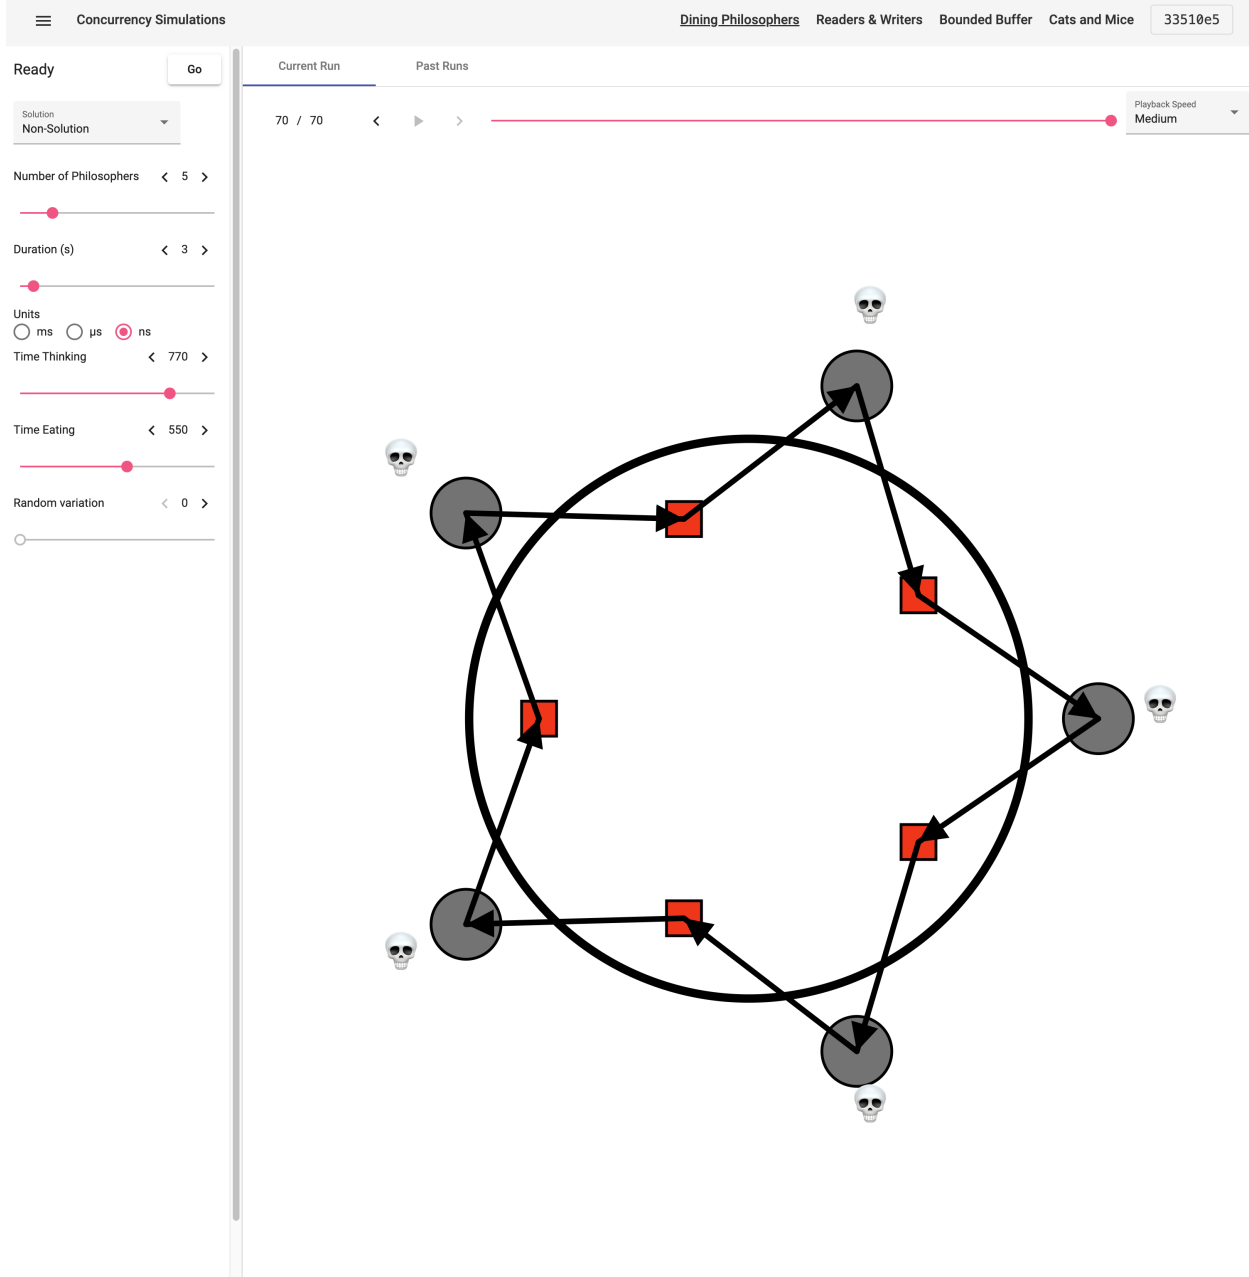 Concurrency Simulations
Dining Philosophers
Readers & Writers
Bounded Buffer
Cats and Mice
33510e5
Ready
Go
Solution
Non-Solution
Number of Philosophers
5
Duration (s)
3
Units
ms
µs
ns
Time Thinking
770
Time Eating
550
Random variation
0
Current Run
Past Runs
70 / 70
Playback Speed
Medium